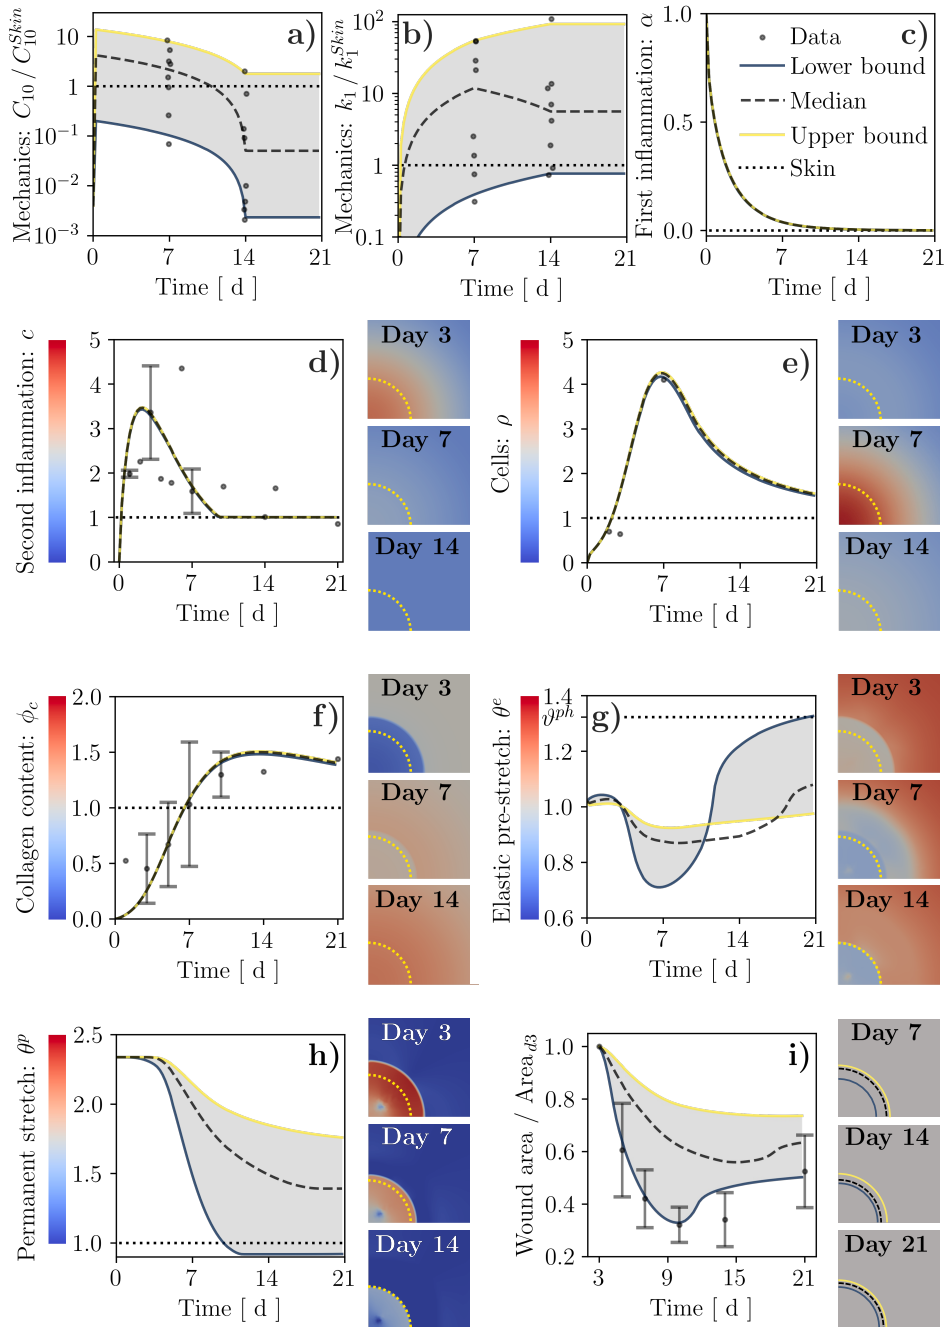 Mechanics: C10 / C10^Skin
10
1
10^−1
10^−2
10^−3
a)
0 7 14 21
Time [ d ]
Mechanics: k1 / k1^Skin
10^2
10
1
0.1
b)
0 7 14 21
Time [ d ]
First inflammation: α
1.0
0.5
0.0
c)
Data
Lower bound
Median
Upper bound
Skin
0 7 14 21
Time [ d ]
Second inflammation: c
5
4
3
2
1
0
d)
0 7 14 21
Time [ d ]
Day 3
Day 7
Day 14
Cells: ρ
5
4
3
2
1
0
e)
0 7 14 21
Time [ d ]
Day 3
Day 7
Day 14
Collagen content: ϕc
2.0
1.5
1.0
0.5
0.0
f)
0 7 14 21
Time [ d ]
Day 3
Day 7
Day 14
Elastic pre-stretch: θ^e
1.4
ϑ^ph
1.2
1.0
0.8
0.6
g)
0 7 14 21
Time [ d ]
Day 3
Day 7
Day 14
Permanent stretch: θ^p
2.5
2.0
1.5
1.0
h)
0 7 14 21
Time [ d ]
Day 3
Day 7
Day 14
Wound area / Area d3
1.0
0.8
0.6
0.4
0.2
i)
3 9 15 21
Time [ d ]
Day 7
Day 14
Day 21